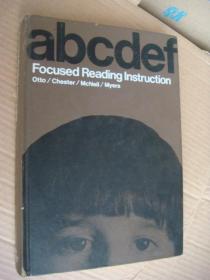 abcdef
Focused Reading Instruction
Otto / Chester / McNeil / Myers